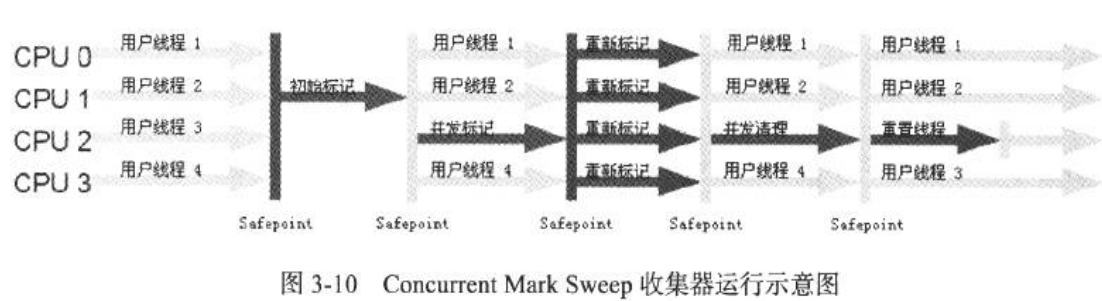 CPU 0 用户线程 1 用户线程 1 重新标记 用户线程 1 用户线程 1
CPU 1 用户线程 2 初始标记 用户线程 2 重新标记 用户线程 2 用户线程 2
CPU 2 用户线程 3 并发标记 重新标记 并发清理 重置线程
CPU 3 用户线程 4 用户线程 4 重新标记 用户线程 4 用户线程 3
Safepoint Safepoint Safepoint Safepoint Safepoint
图 3-10 Concurrent Mark Sweep 收集器运行示意图